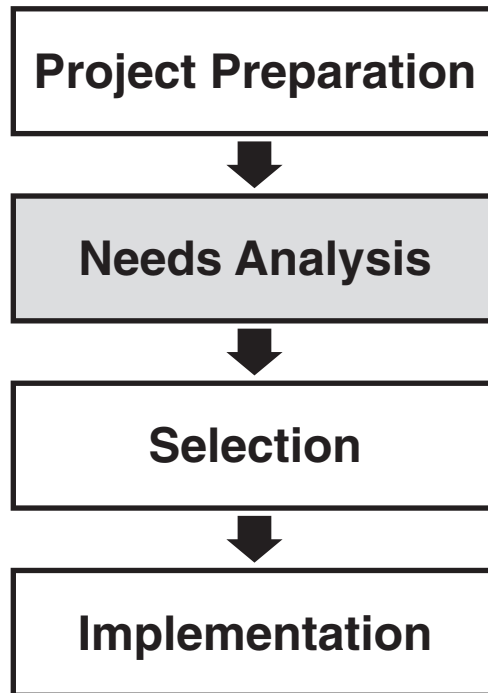 Project Preparation
Needs Analysis
Selection
Implementation